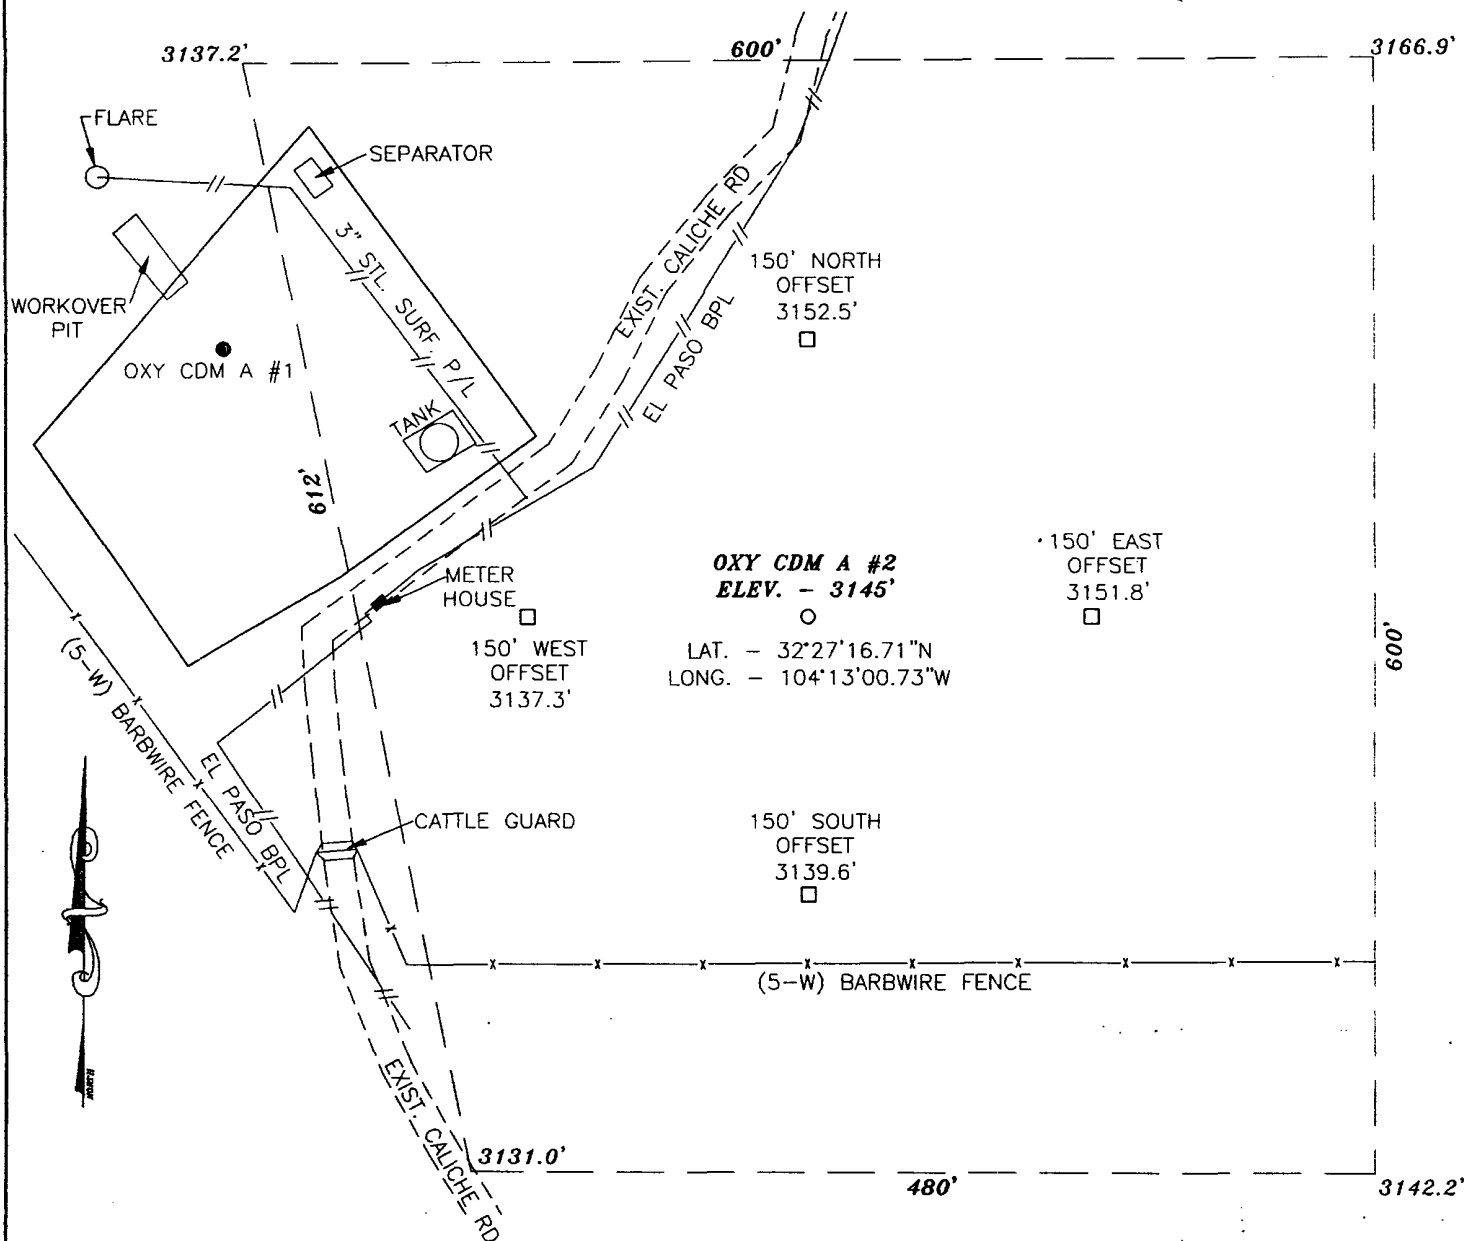 3137.2'
600'
3166.9'
FLARE
SEPARATOR
3" STL. SURF. P/L
EXIST. CALICHE RD
EL PASO BPL
150' NORTH
OFFSET
3152.5'
WORKOVER
PIT
OXY CDM A #1
TANK
612'
METER
HOUSE
150' WEST
OFFSET
3137.3'
OXY CDM A #2
ELEV. - 3145'
LAT. - 32°27'16.71"N
LONG. - 104°13'00.73"W
150' EAST
OFFSET
3151.8'
600'
(5-W) BARBWIRE FENCE
EL PASO BPL
CATTLE GUARD
150' SOUTH
OFFSET
3139.6'
(5-W) BARBWIRE FENCE
EXIST. CALICHE RD
3131.0'
480'
3142.2'